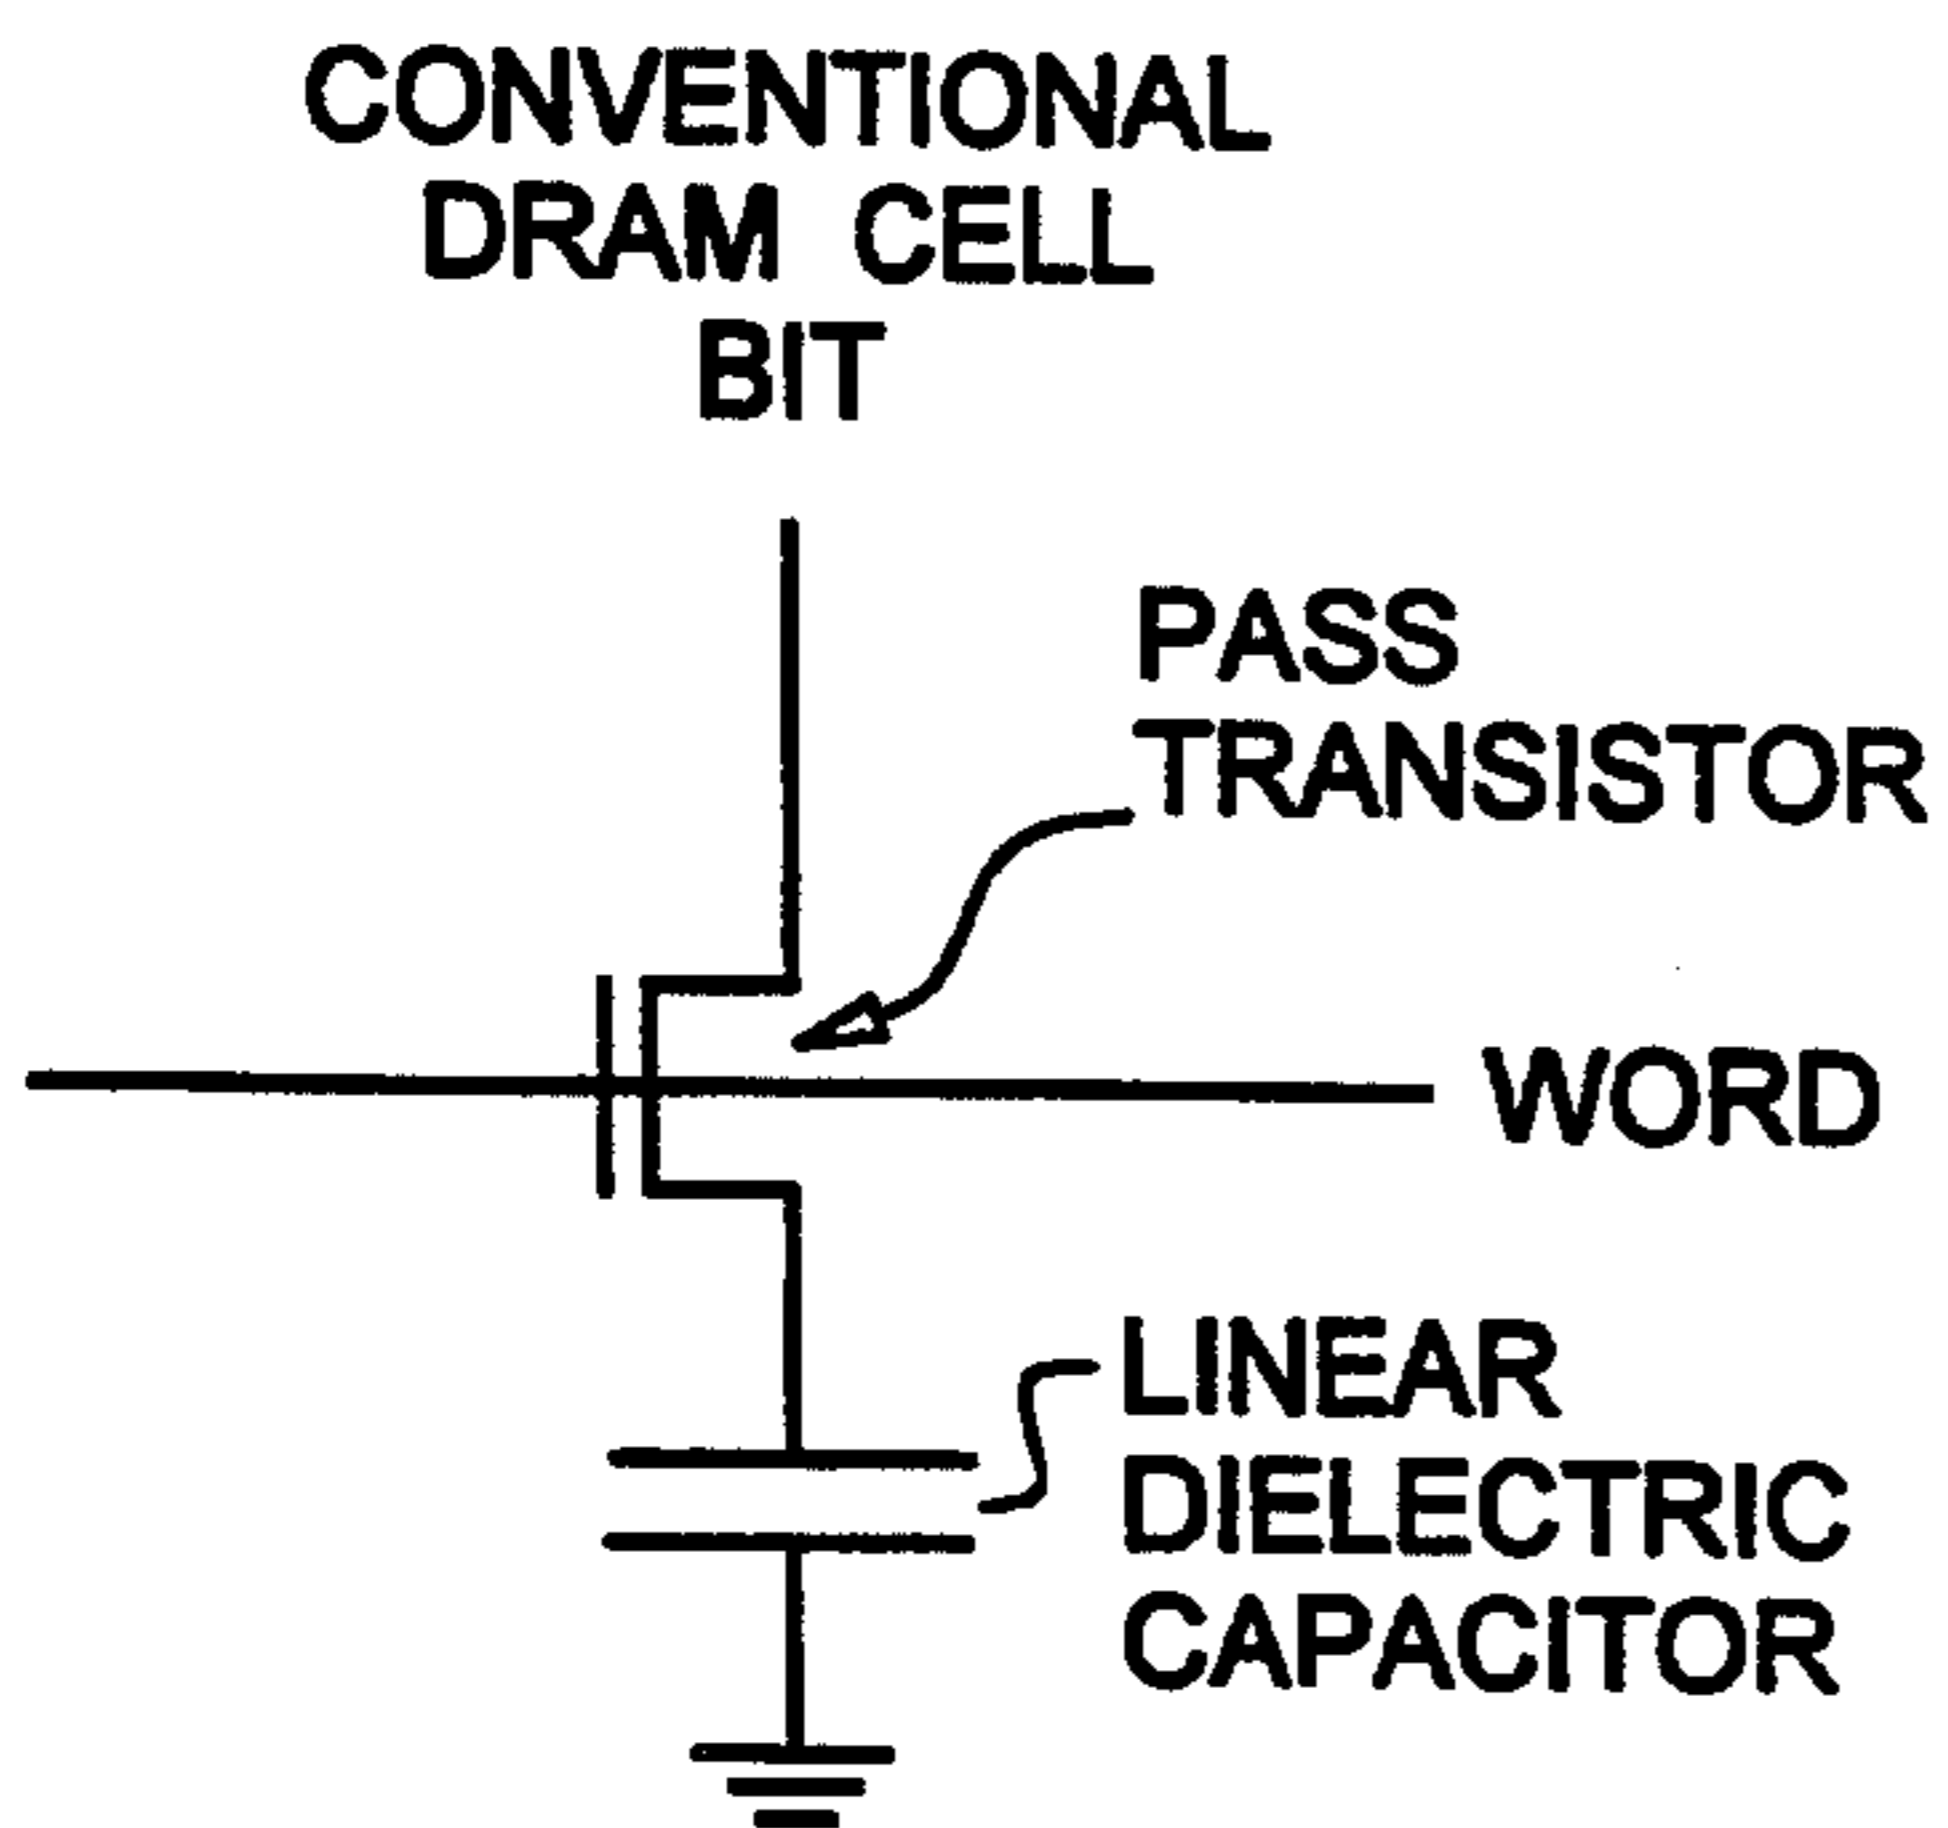 CONVENTIONAL
DRAM CELL
BIT
PASS
TRANSISTOR
WORD
LINEAR
DIELECTRIC
CAPACITOR